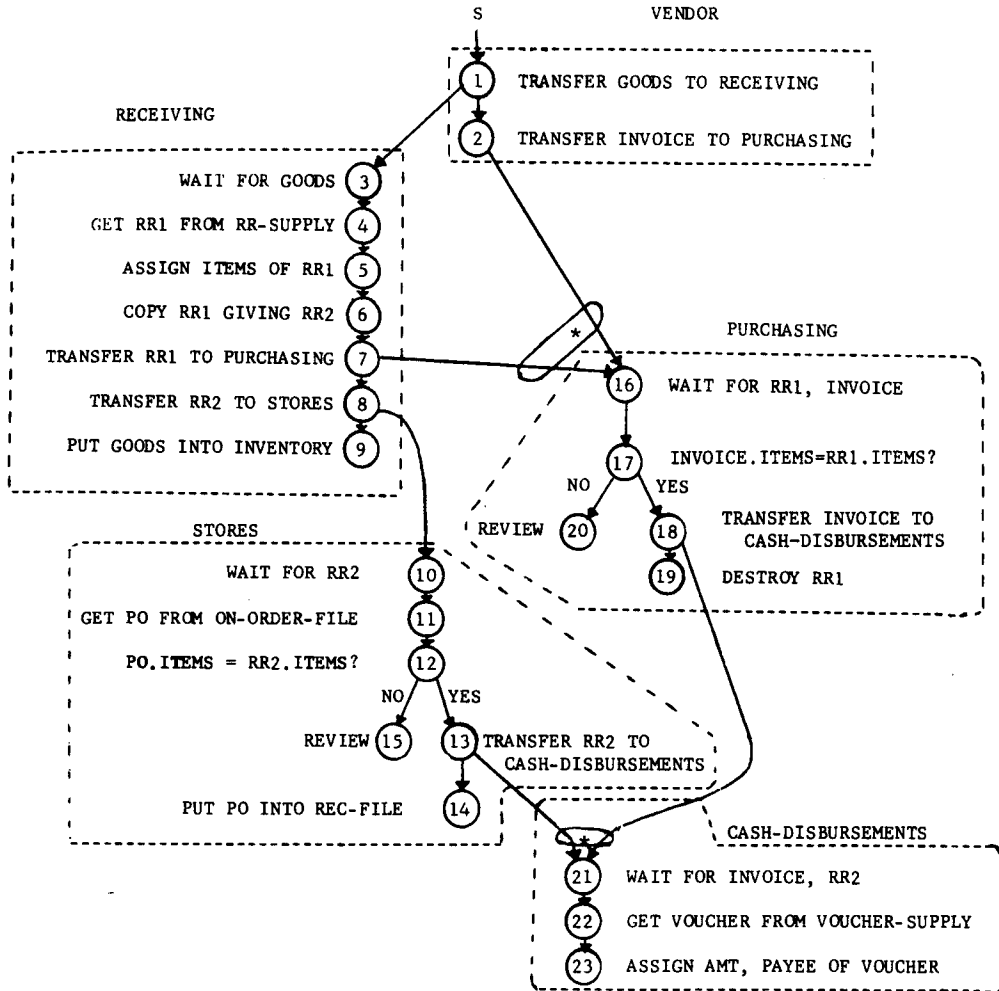 S
VENDOR
1 TRANSFER GOODS TO RECEIVING
2 TRANSFER INVOICE TO PURCHASING
RECEIVING
WAIT FOR GOODS 3
GET RR1 FROM RR-SUPPLY 4
ASSIGN ITEMS OF RR1 5
COPY RR1 GIVING RR2 6
TRANSFER RR1 TO PURCHASING 7
TRANSFER RR2 TO STORES 8
PUT GOODS INTO INVENTORY 9
*
PURCHASING
16 WAIT FOR RR1, INVOICE
17 INVOICE.ITEMS=RR1.ITEMS?
NO YES
REVIEW 20
18 TRANSFER INVOICE TO
CASH-DISBURSEMENTS
19 DESTROY RR1
STORES
WAIT FOR RR2 10
GET PO FROM ON-ORDER-FILE 11
PO.ITEMS = RR2.ITEMS? 12
NO YES
REVIEW 15
13 TRANSFER RR2 TO
CASH-DISBURSEMENTS
PUT PO INTO REC-FILE 14
CASH-DISBURSEMENTS
*
21 WAIT FOR INVOICE, RR2
22 GET VOUCHER FROM VOUCHER-SUPPLY
23 ASSIGN AMT, PAYEE OF VOUCHER